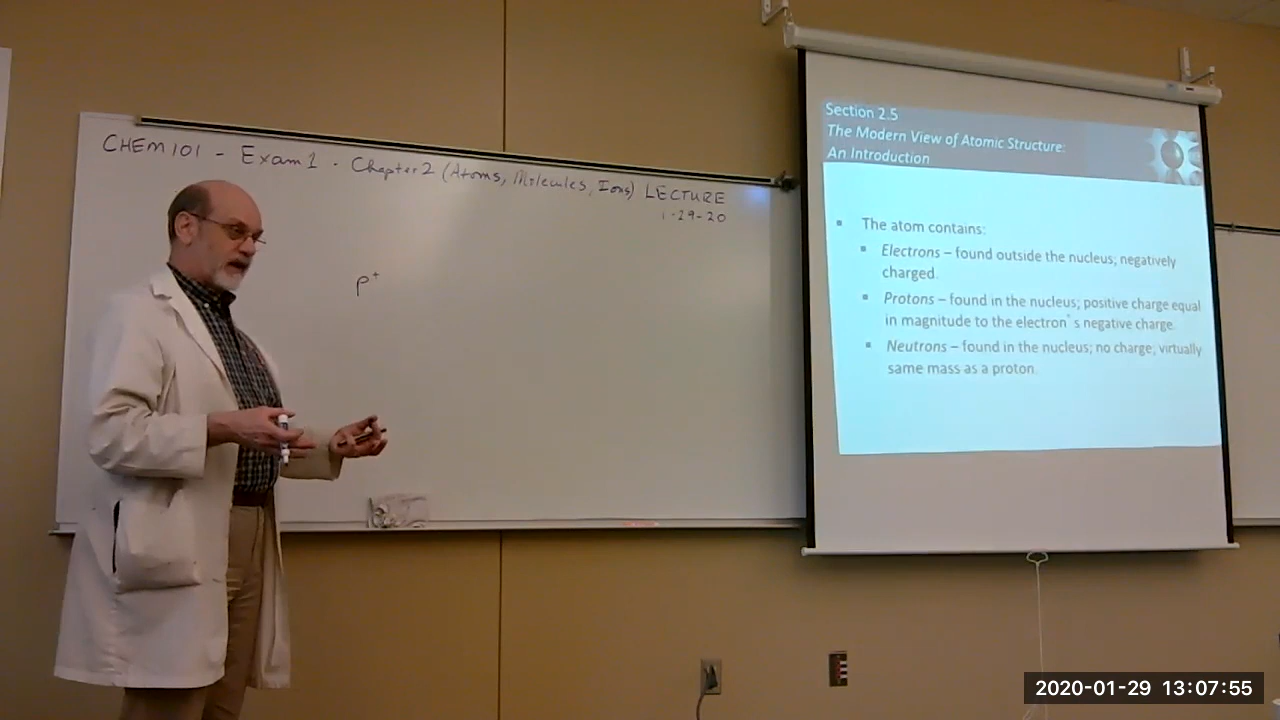 CHEM 101 - Exam 1 - Chapter 2 (Atoms, Molecules, Ions) LECTURE
1-29-20
p+
Section 2.5
The Modern View of Atomic Structure:
An Introduction
▪ The atom contains:
▪ Electrons – found outside the nucleus; negatively
charged.
▪ Protons – found in the nucleus; positive charge equal
in magnitude to the electron's negative charge.
▪ Neutrons – found in the nucleus; no charge; virtually
same mass as a proton.
2020-01-29 13:07:55